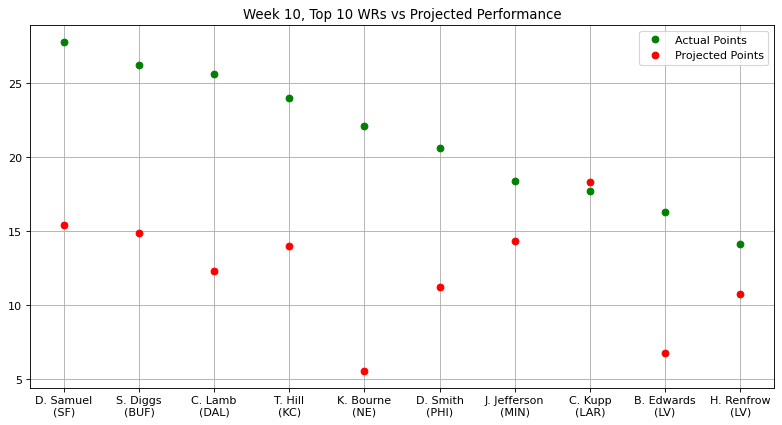 Week 10, Top 10 WRs vs Projected Performance
Actual Points
Projected Points
25
20
15
10
5
D. Samuel S. Diggs C. Lamb T. Hill K. Bourne D. Smith J. Jefferson C. Kupp B. Edwards H. Renfrow
(SF) (BUF) (DAL) (KC) (NE) (PHI) (MIN) (LAR) (LV) (LV)